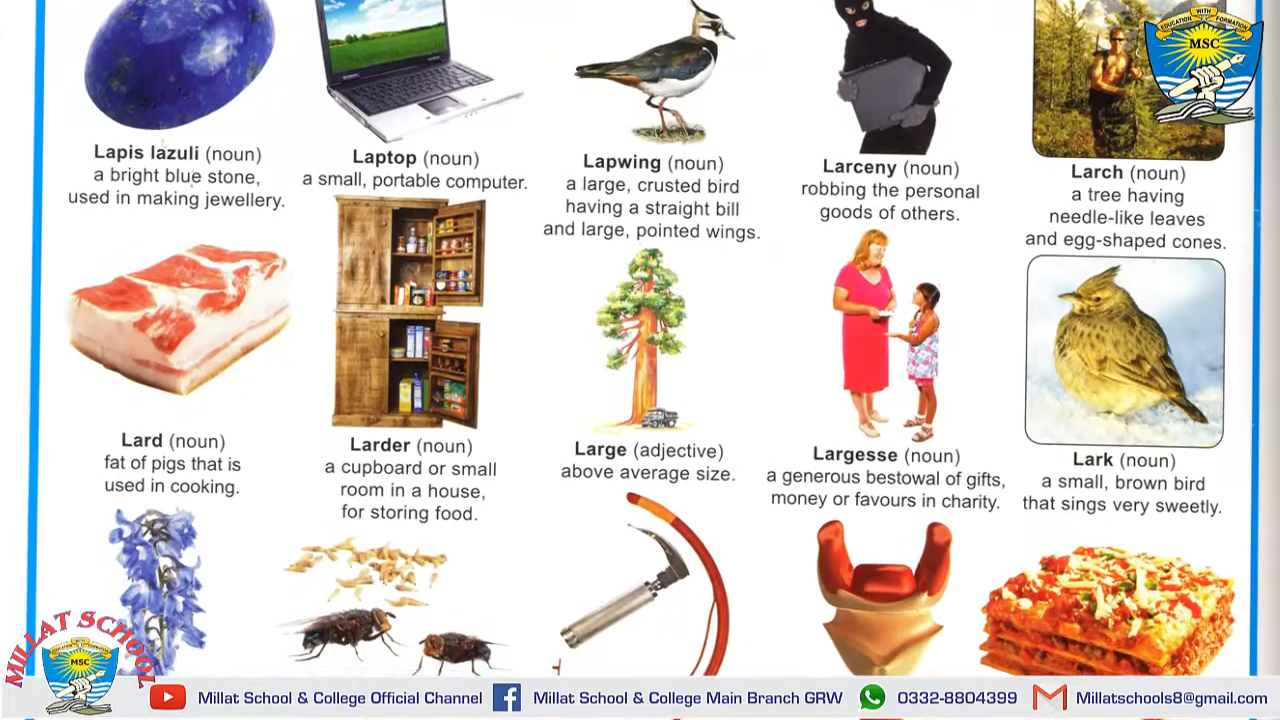 EDUCATION WITH FORMATION
MSC
Lapis lazuli (noun)
a bright blue stone,
used in making jewellery.
Laptop (noun)
a small, portable computer.
Lapwing (noun)
a large, crusted bird
having a straight bill
and large, pointed wings.
Larceny (noun)
robbing the personal
goods of others.
Larch (noun)
a tree having
needle-like leaves
and egg-shaped cones.
Lard (noun)
fat of pigs that is
used in cooking.
Larder (noun)
a cupboard or small
room in a house,
for storing food.
Large (adjective)
above average size.
Largesse (noun)
a generous bestowal of gifts,
money or favours in charity.
Lark (noun)
a small, brown bird
that sings very sweetly.
MILLAT SCHOOL
MSC
Millat School & College Official Channel
Millat School & College Main Branch GRW
0332-8804399
Millatschools8@gmail.com